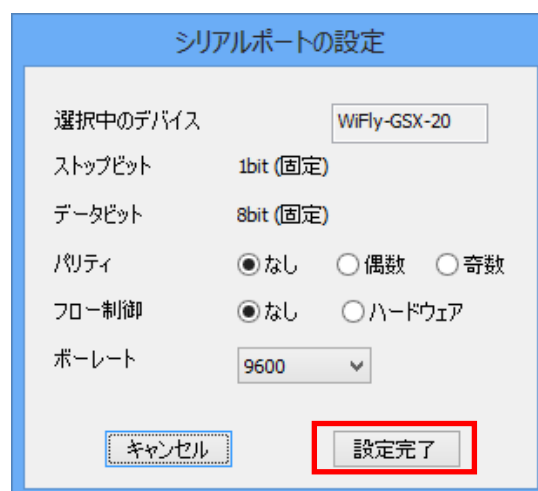 シリアルポートの設定
選択中のデバイス WiFly-GSX-20
ストップビット 1bit (固定)
データビット 8bit (固定)
パリティ なし 偶数 奇数
フロー制御 なし ハードウェア
ボーレート 9600
キャンセル 設定完了